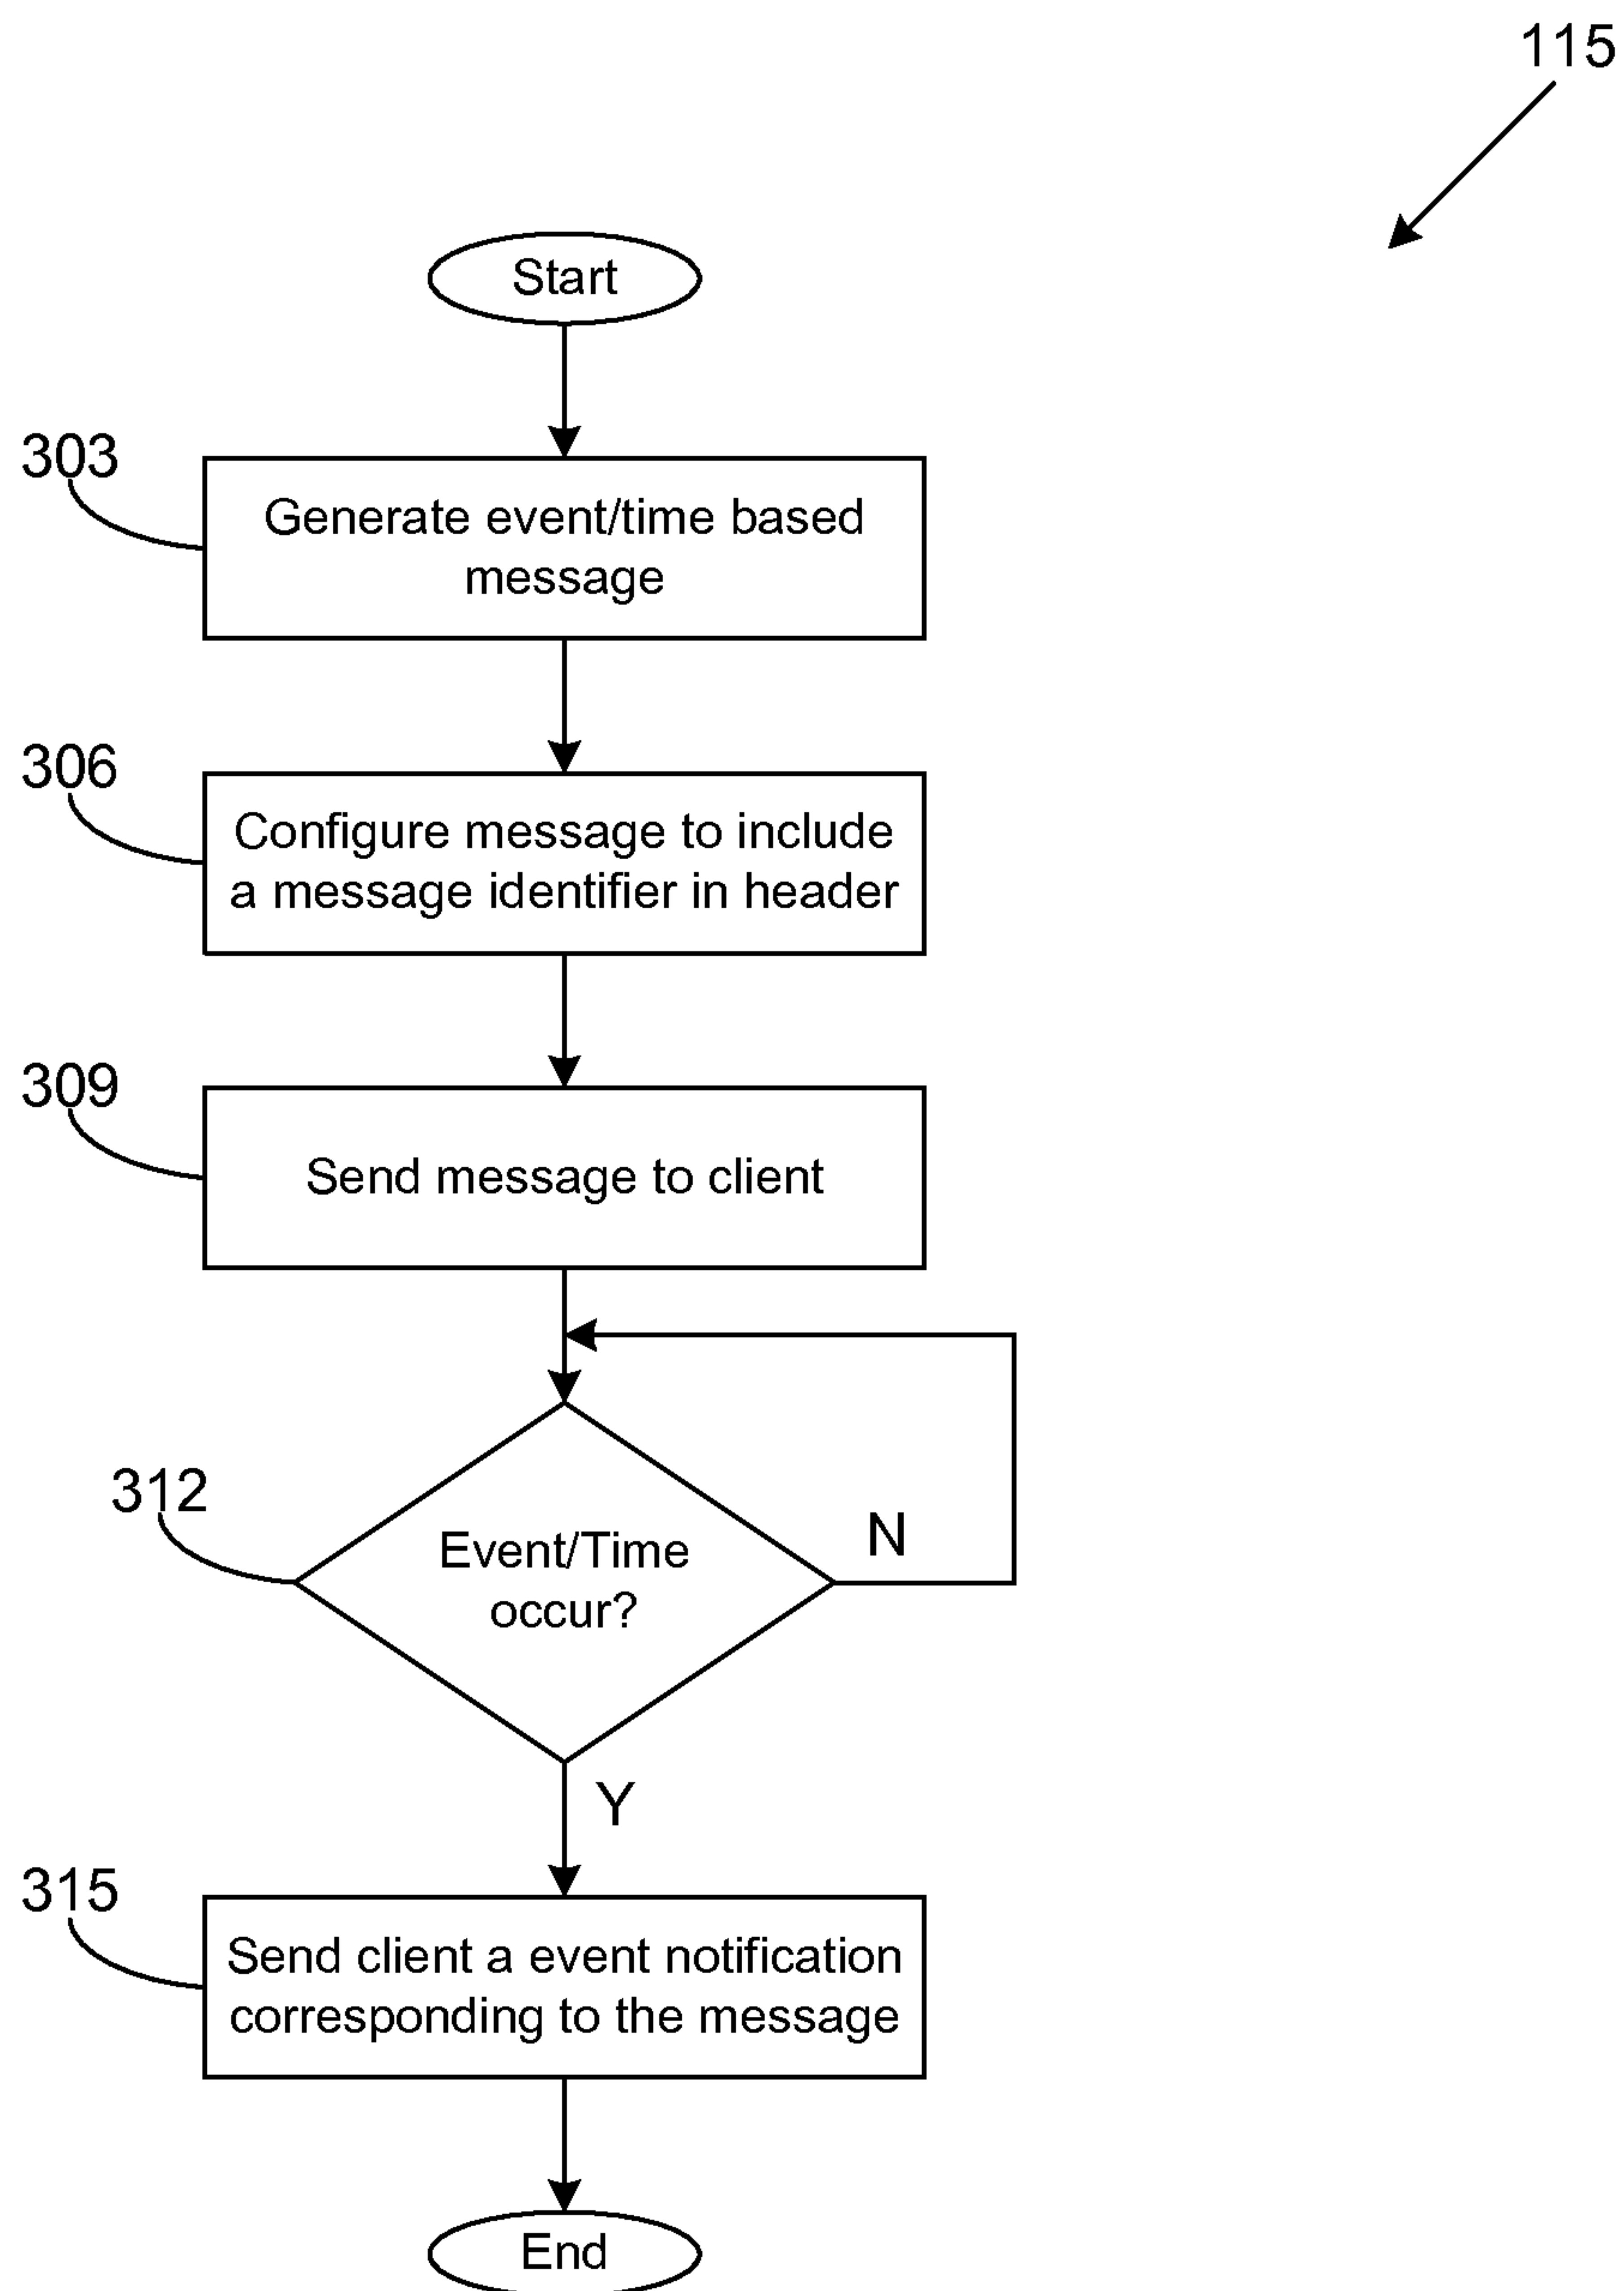 115
Start
303
Generate event/time based
message
306
Configure message to include
a message identifier in header
309
Send message to client
312
Event/Time
occur?
N
Y
315
Send client a event notification
corresponding to the message
End